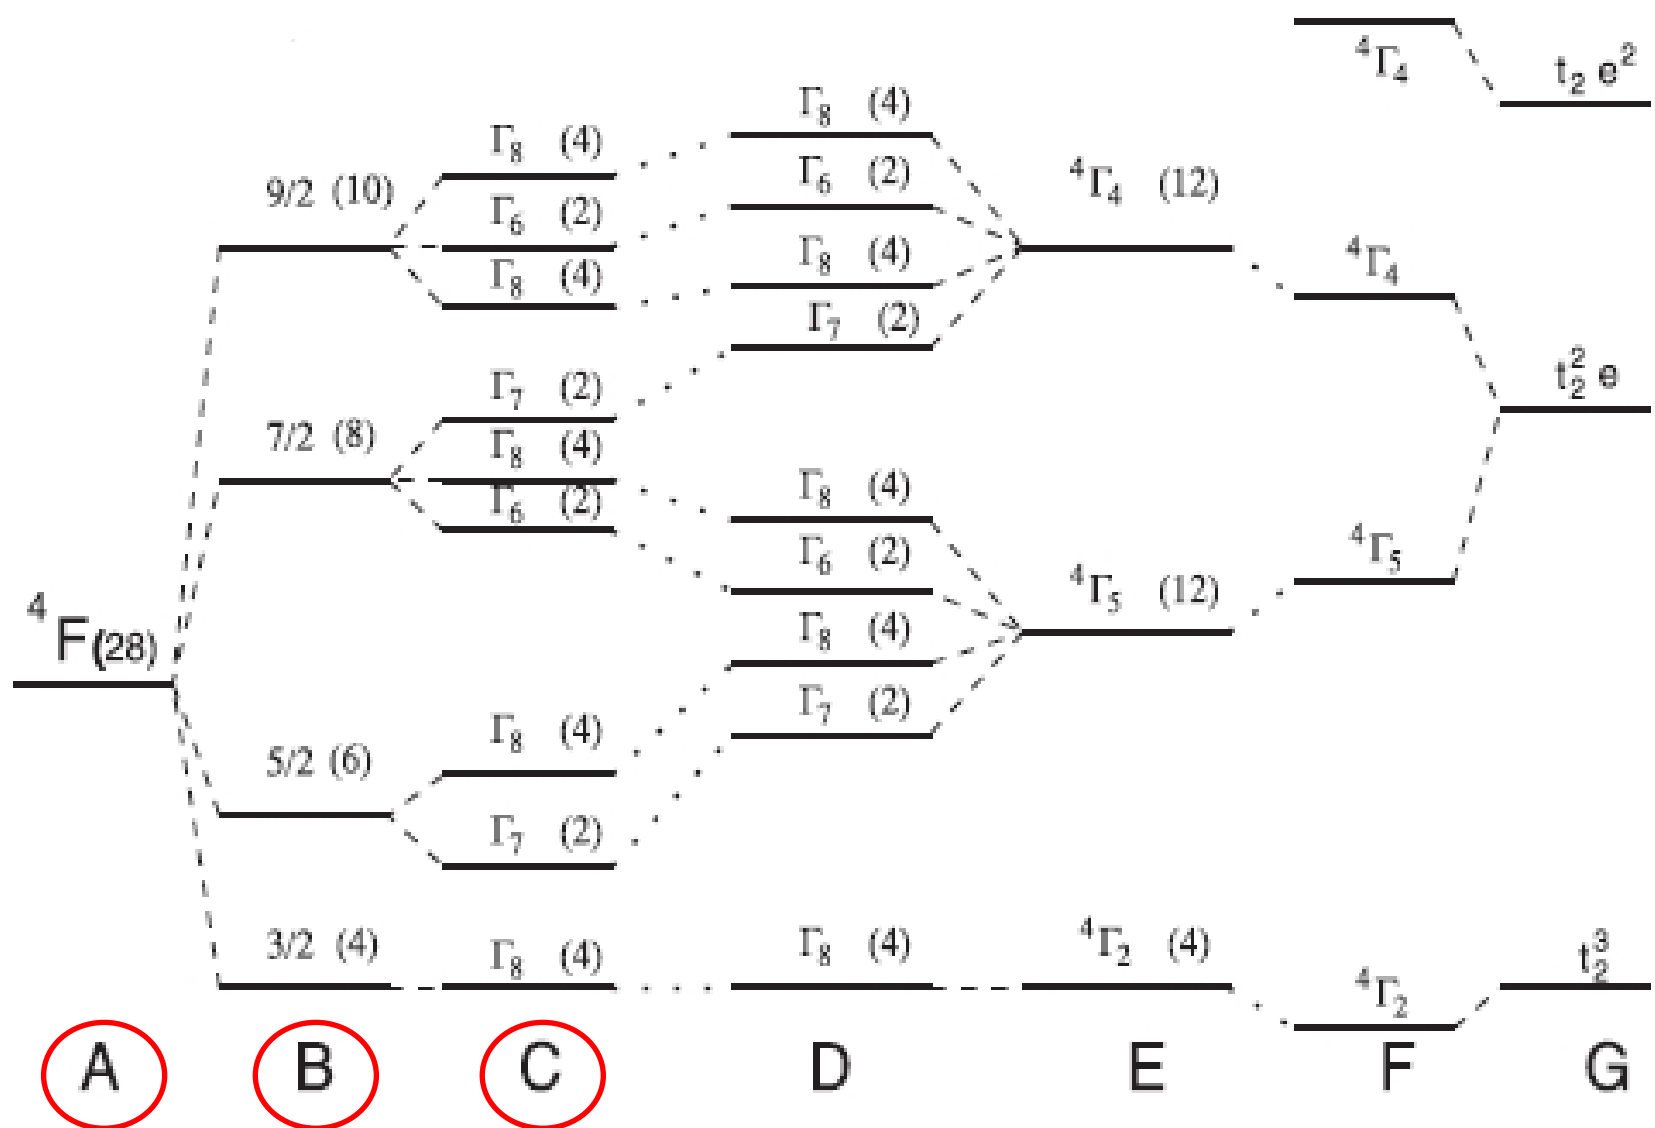 ⁴Γ₄
t₂ e²
Γ₈ (4)
Γ₈ (4)
9/2 (10)
Γ₆ (2)
Γ₆ (2)
⁴Γ₄ (12)
Γ₈ (4)
Γ₈ (4)
⁴Γ₄
Γ₇ (2)
t₂² e
Γ₇ (2)
7/2 (8)
Γ₈ (4)
Γ₈ (4)
Γ₆ (2)
Γ₆ (2)
⁴Γ₅
⁴Γ₅ (12)
⁴F(28)
Γ₈ (4)
Γ₇ (2)
Γ₈ (4)
5/2 (6)
Γ₇ (2)
3/2 (4)
Γ₈ (4)
Γ₈ (4)
⁴Γ₂ (4)
⁴Γ₂
t₂³
A B C D E F G